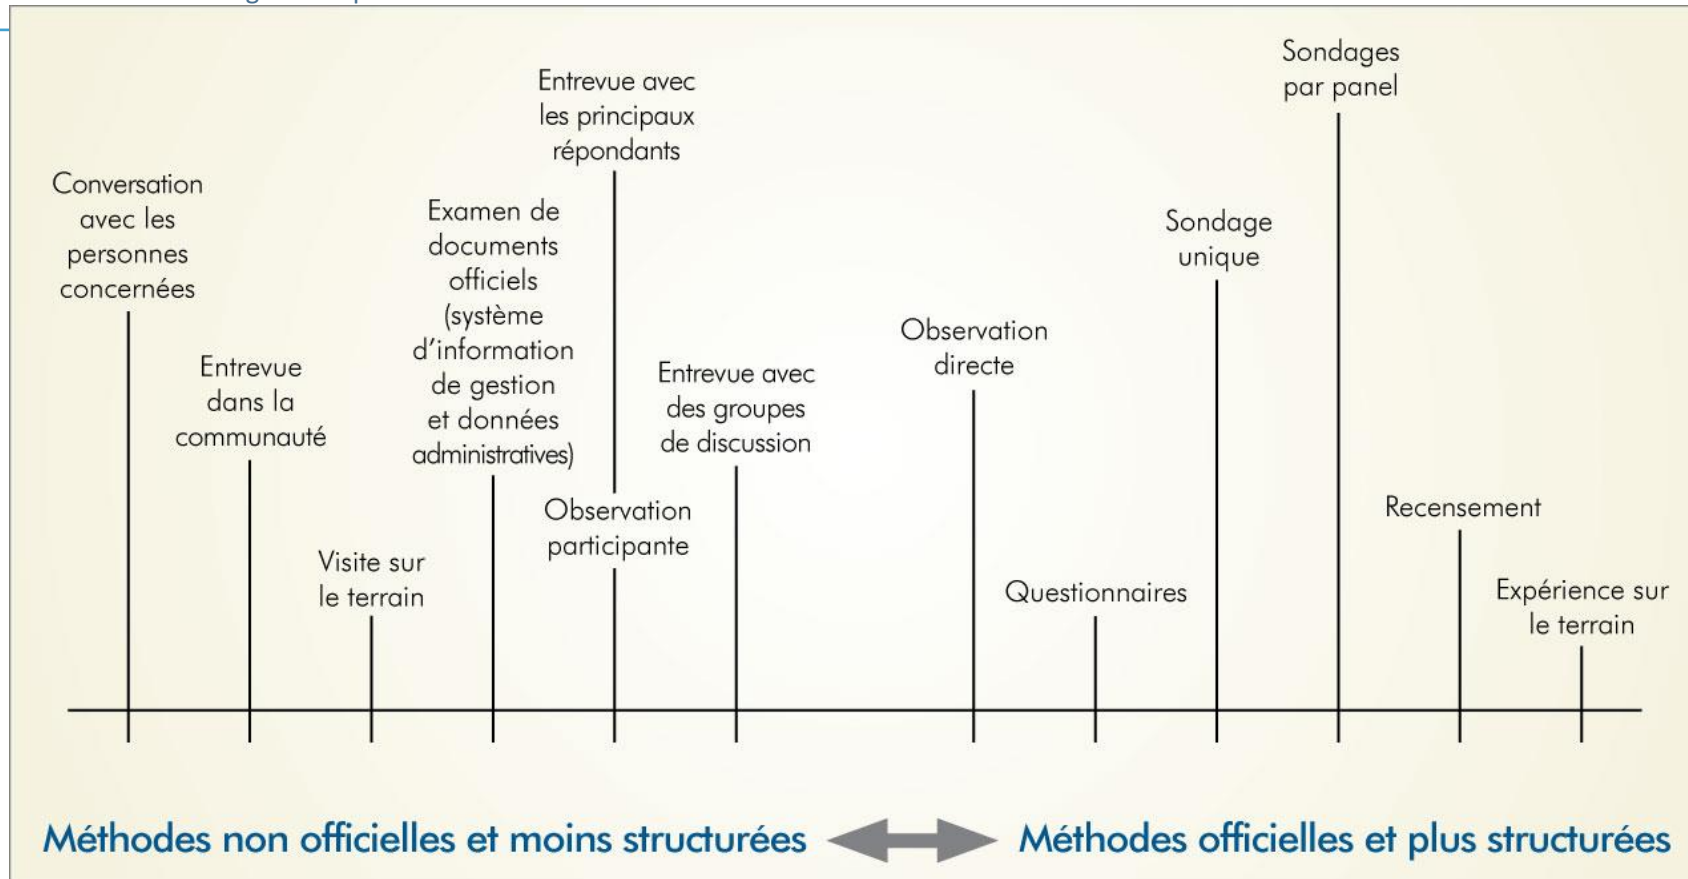 Conversation
avec les
personnes
concernées
Entrevue
dans la
communauté
Visite sur
le terrain
Examen de
documents
officiels
(système
d’information
de gestion
et données
administratives)
Entrevue avec
les principaux
répondants
Observation
participante
Entrevue avec
des groupes
de discussion
Observation
directe
Questionnaires
Sondage
unique
Sondages
par panel
Recensement
Expérience sur
le terrain
Méthodes non officielles et moins structurées
Méthodes officielles et plus structurées